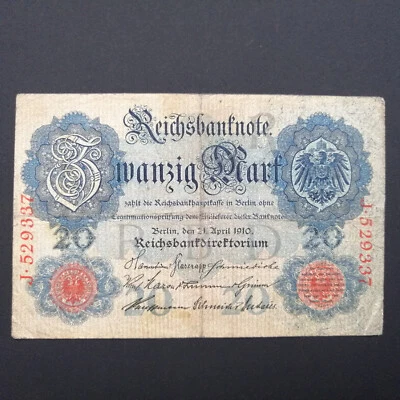 Reichsbanknote.
Zwanzig Mark
zahlt die Reichsbankhauptkasse in Berlin ohne
Legitimationsprüfung dem Einlieferer dieser Banknote
Berlin, den 21. April 1910.
Reichsbankdirektorium
20
20
J·529337
J·529337